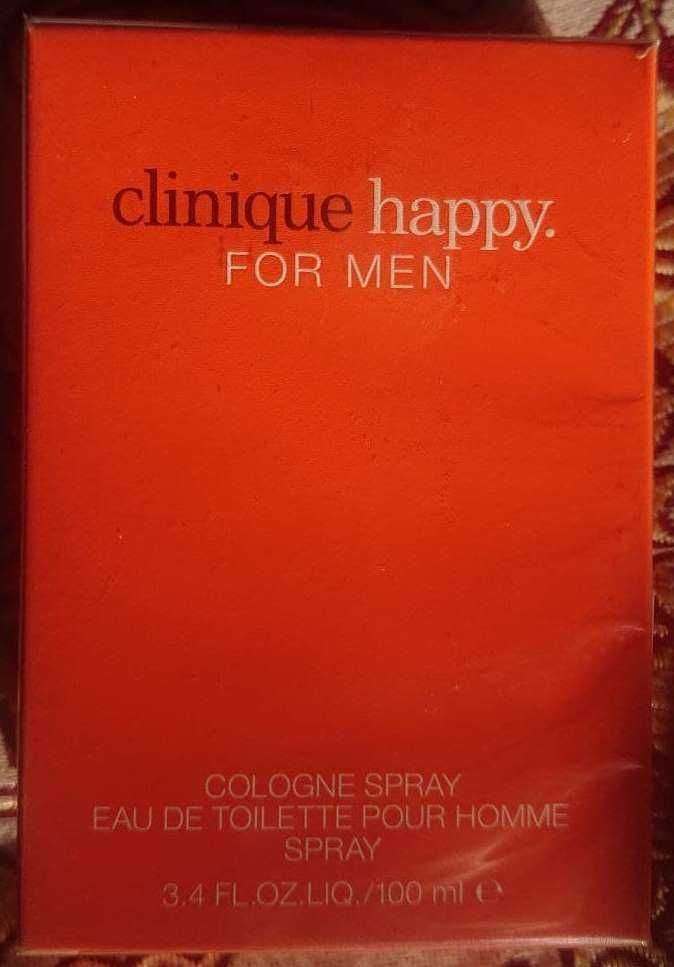 clinique happy.
FOR MEN
COLOGNE SPRAY
EAU DE TOILETTE POUR HOMME
SPRAY
3.4 FL.OZ.LIQ./100 ml ℮